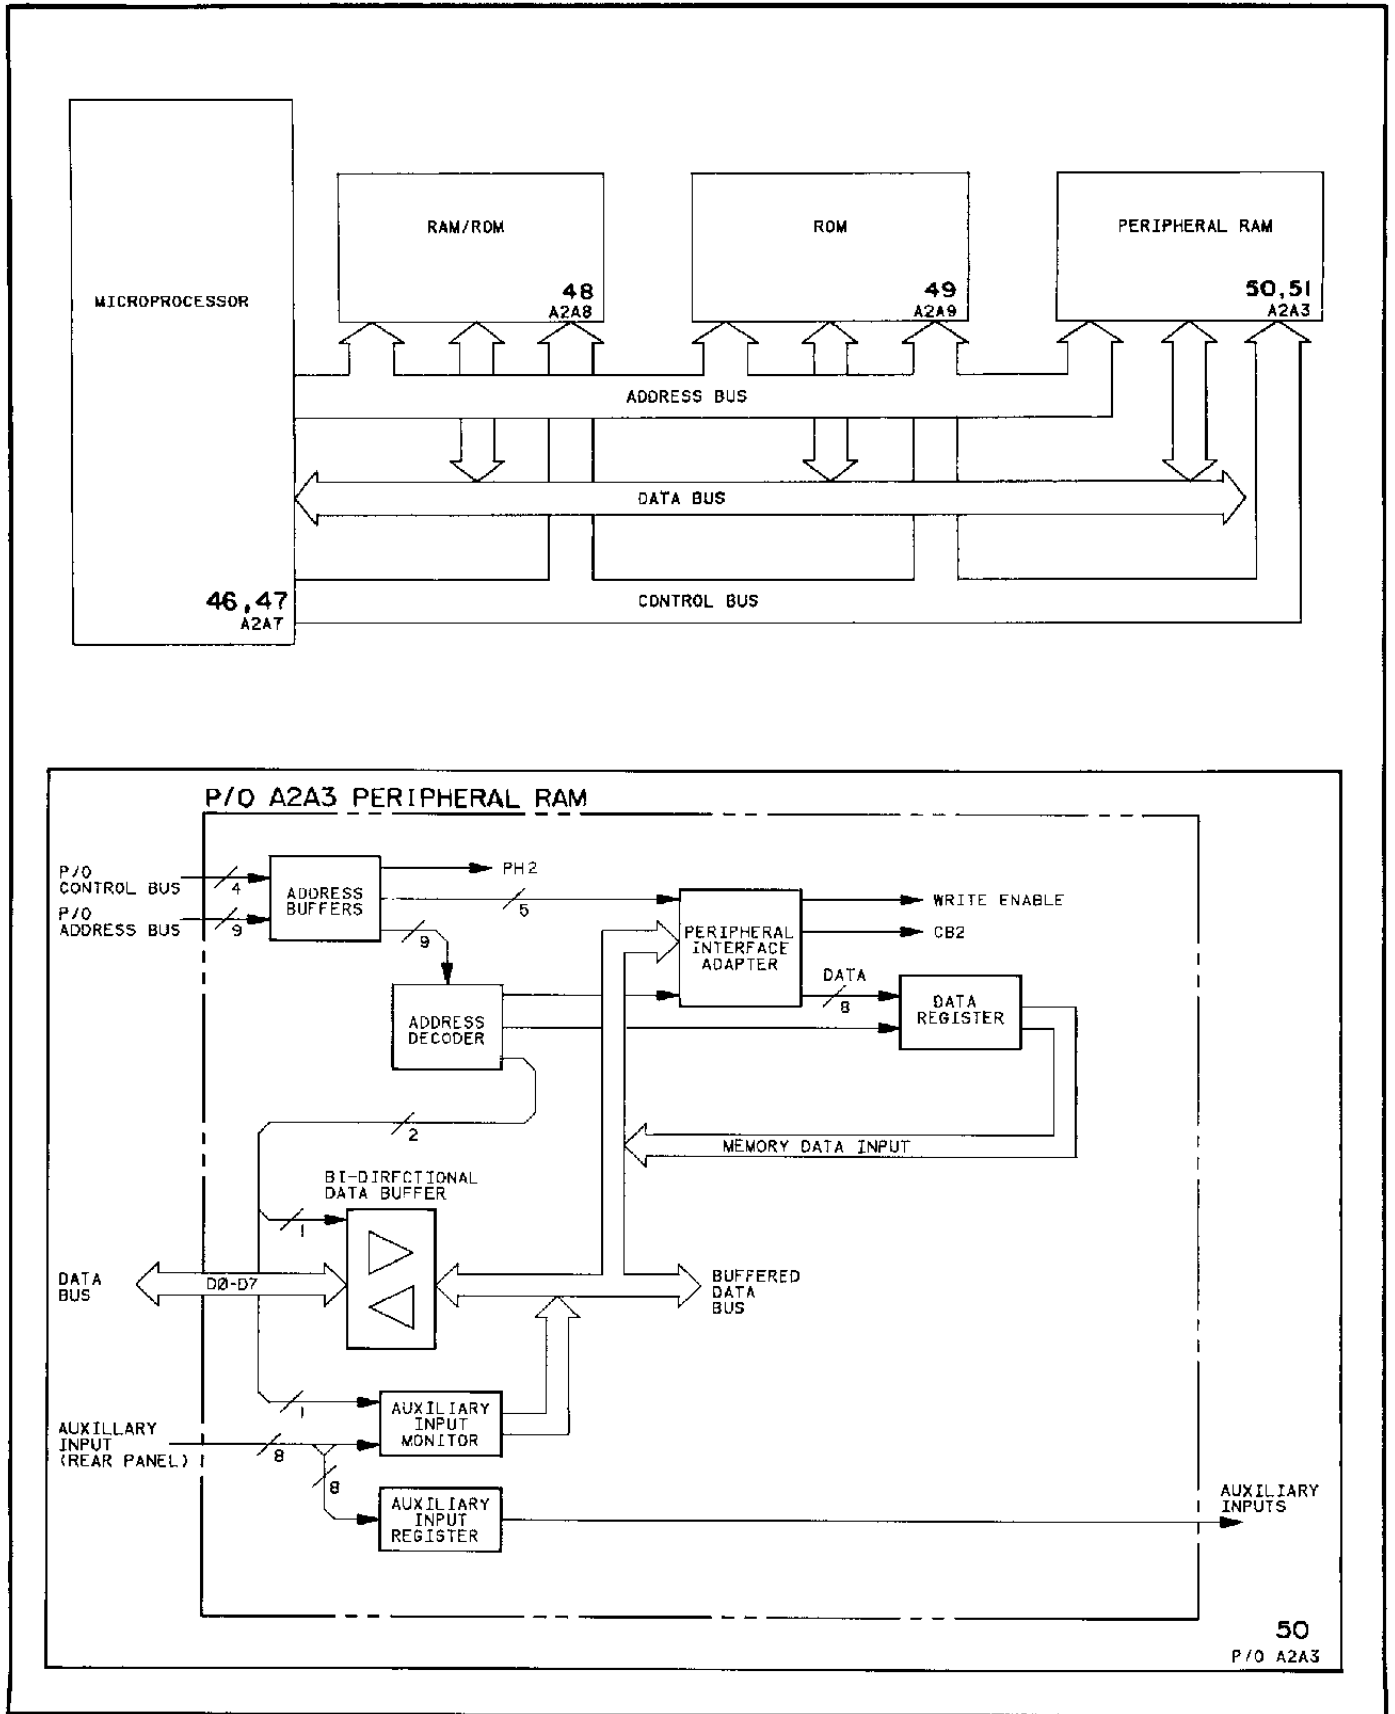 MICROPROCESSOR
46,47
A2A7
RAM/ROM
48
A2A8
ROM
49
A2A9
PERIPHERAL RAM
50,51
A2A3
ADDRESS BUS
DATA BUS
CONTROL BUS
P/O A2A3 PERIPHERAL RAM
P/O
CONTROL BUS
4
P/O
ADDRESS BUS
9
ADDRESS
BUFFERS
PH2
5
9
PERIPHERAL
INTERFACE
ADAPTER
WRITE ENABLE
CB2
DATA
8
DATA
REGISTER
ADDRESS
DECODER
2
MEMORY DATA INPUT
BI-DIRFCTIONAL
DATA BUFFER
1
DATA
BUS
DØ-D7
BUFFERED
DATA
BUS
1
AUXILIARY
INPUT
MONITOR
AUXILLARY
INPUT
(REAR PANEL)
8
8
AUXILIARY
INPUT
REGISTER
AUXILIARY
INPUTS
50
P/O A2A3